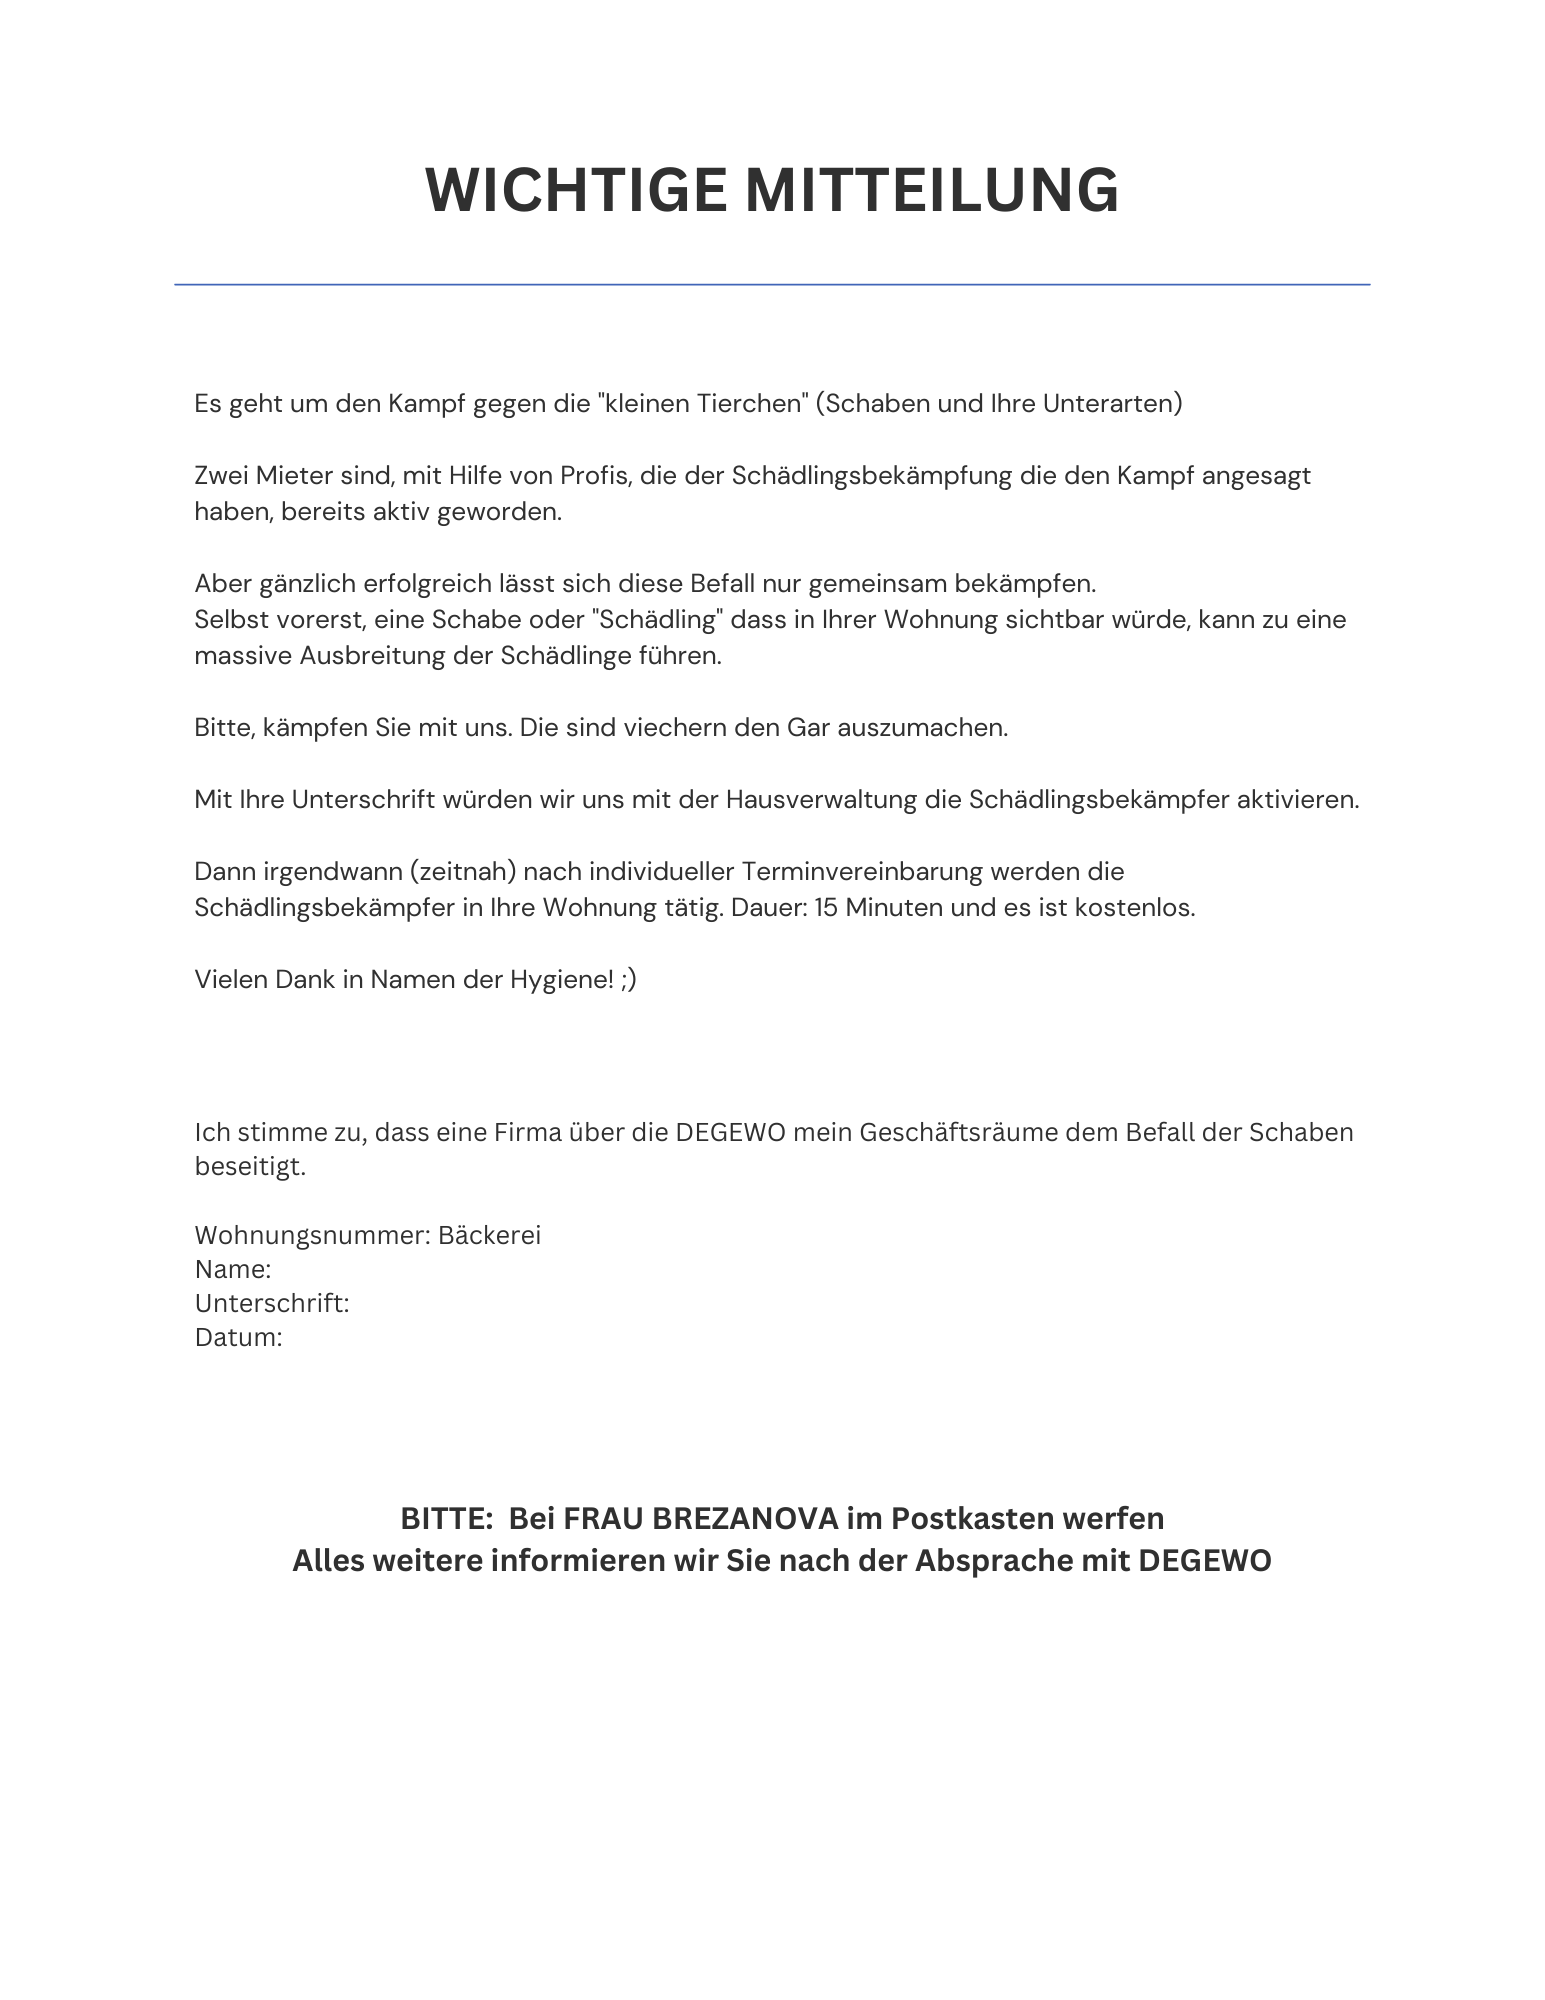 WICHTIGE MITTEILUNG
Es geht um den Kampf gegen die "kleinen Tierchen" (Schaben und Ihre Unterarten)
Zwei Mieter sind, mit Hilfe von Profis, die der Schädlingsbekämpfung die den Kampf angesagt
haben, bereits aktiv geworden.
Aber gänzlich erfolgreich lässt sich diese Befall nur gemeinsam bekämpfen.
Selbst vorerst, eine Schabe oder "Schädling" dass in Ihrer Wohnung sichtbar würde, kann zu eine
massive Ausbreitung der Schädlinge führen.
Bitte, kämpfen Sie mit uns. Die sind viechern den Gar auszumachen.
Mit Ihre Unterschrift würden wir uns mit der Hausverwaltung die Schädlingsbekämpfer aktivieren.
Dann irgendwann (zeitnah) nach individueller Terminvereinbarung werden die
Schädlingsbekämpfer in Ihre Wohnung tätig. Dauer: 15 Minuten und es ist kostenlos.
Vielen Dank in Namen der Hygiene! ;)
Ich stimme zu, dass eine Firma über die DEGEWO mein Geschäftsräume dem Befall der Schaben
beseitigt.
Wohnungsnummer: Bäckerei
Name:
Unterschrift:
Datum:
BITTE:  Bei FRAU BREZANOVA im Postkasten werfen
Alles weitere informieren wir Sie nach der Absprache mit DEGEWO